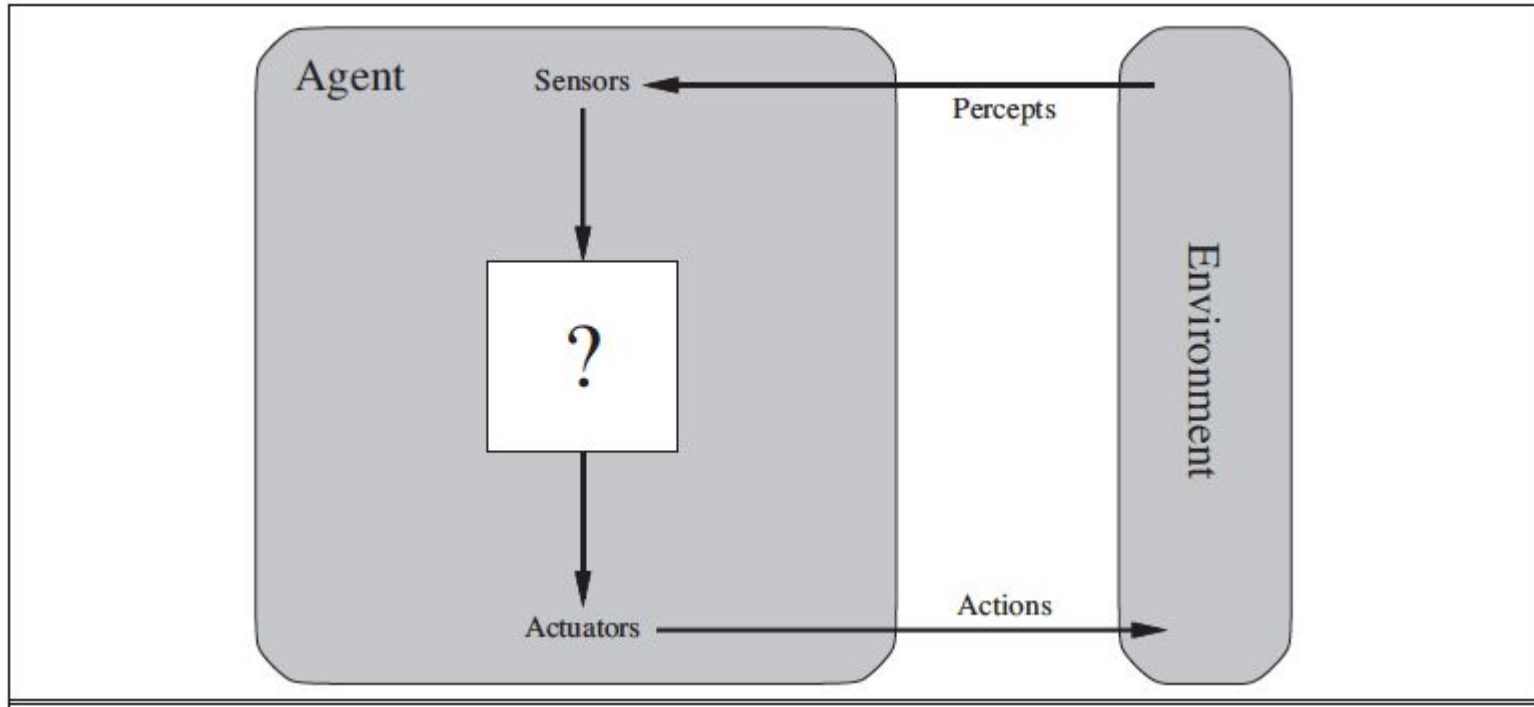 Agent
Sensors
Percepts
?
Environment
Actions
Actuators